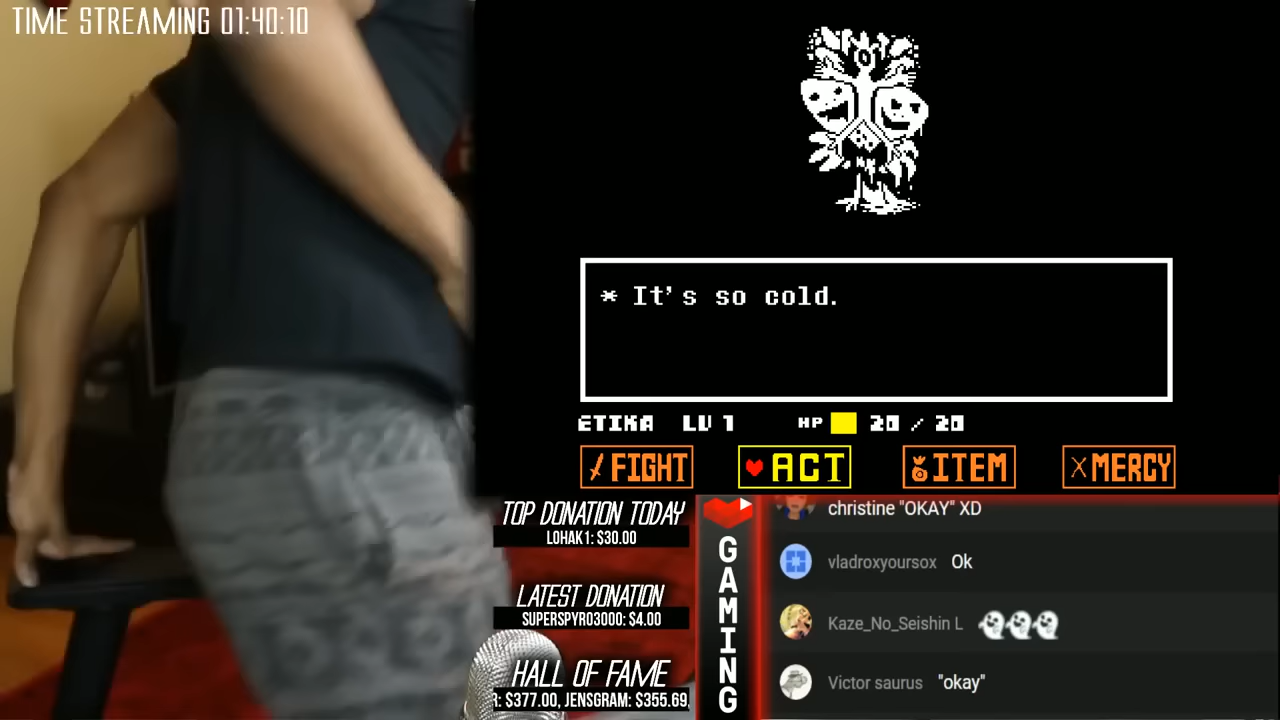 TIME STREAMING 01:40:10
* It's so cold.
ETIKA LV 1 HP 20 / 20
FIGHT ACT ITEM MERCY
TOP DONATION TODAY
LOHAK1: $30.00
LATEST DONATION
SUPERSPYRO3000: $4.00
HALL OF FAME
R: $377.00, JENSGRAM: $355.69,
GAMING
christine "OKAY" XD
vladroxyoursox Ok
Kaze_No_Seishin L
Victor saurus "okay"